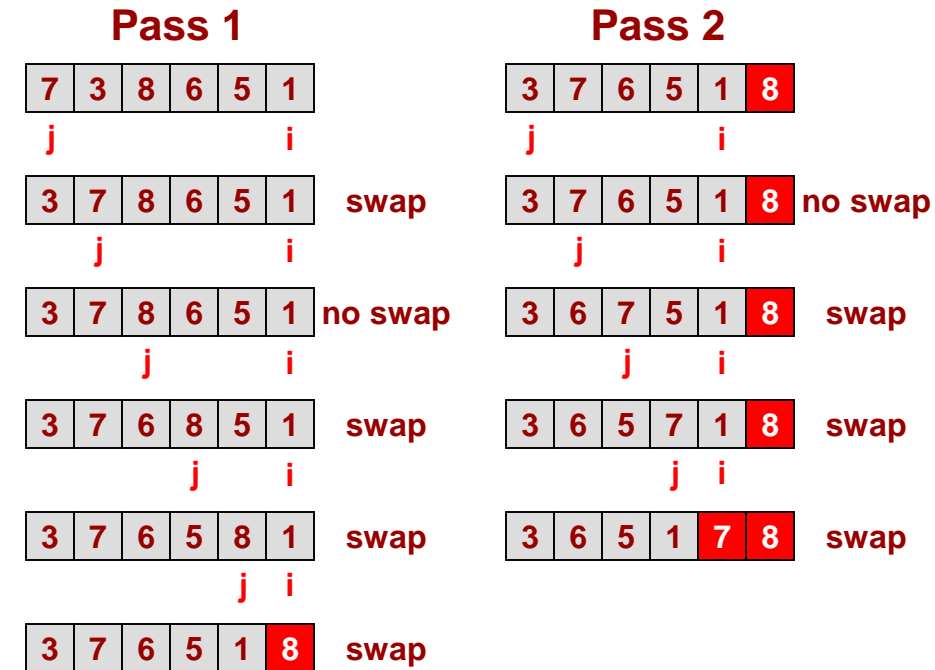 Pass 1
7 3 8 6 5 1
j i
3 7 8 6 5 1 swap
j i
3 7 8 6 5 1 no swap
j i
3 7 6 8 5 1 swap
j i
3 7 6 5 8 1 swap
j i
3 7 6 5 1 8 swap
Pass 2
3 7 6 5 1 8
j i
3 7 6 5 1 8 no swap
j i
3 6 7 5 1 8 swap
j i
3 6 5 7 1 8 swap
j i
3 6 5 1 7 8 swap